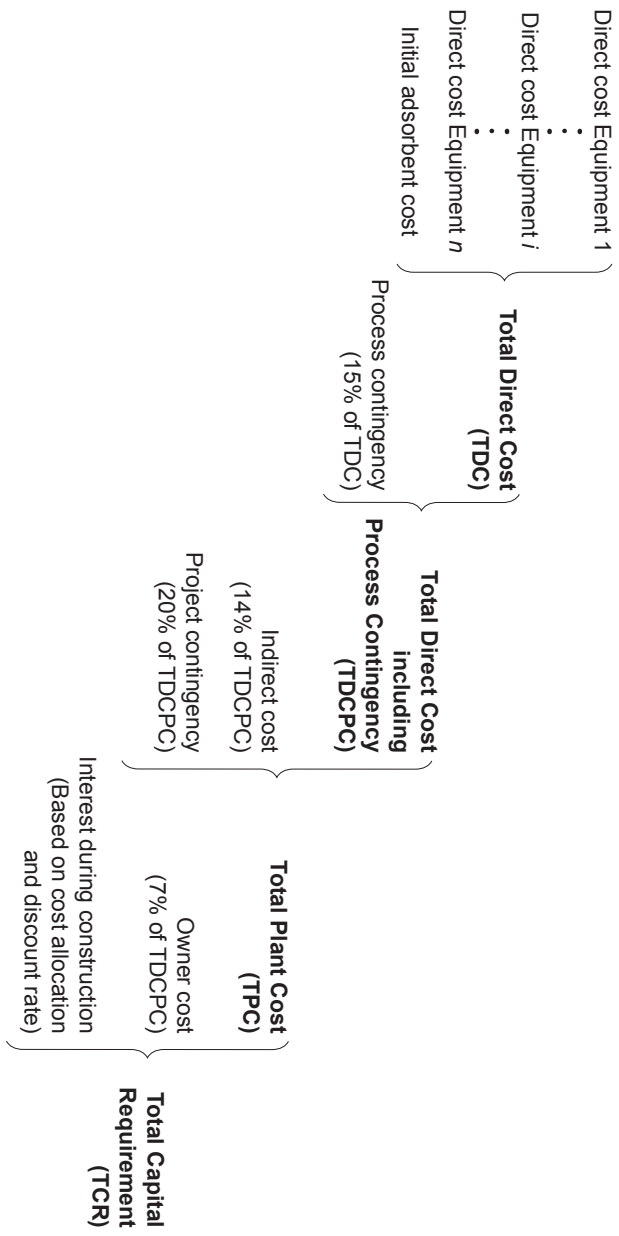 Direct cost Equipment 1
Direct cost Equipment i
Direct cost Equipment n
Initial adsorbent cost
Total Direct Cost
(TDC)
Process contingency
(15% of TDC)
Total Direct Cost
including
Process Contingency
(TDCPC)
Indirect cost
(14% of TDCPC)
Project contingency
(20% of TDCPC)
Total Plant Cost
(TPC)
Owner cost
(7% of TDCPC)
Interest during construction
(Based on cost allocation
and discount rate)
Total Capital
Requirement
(TCR)